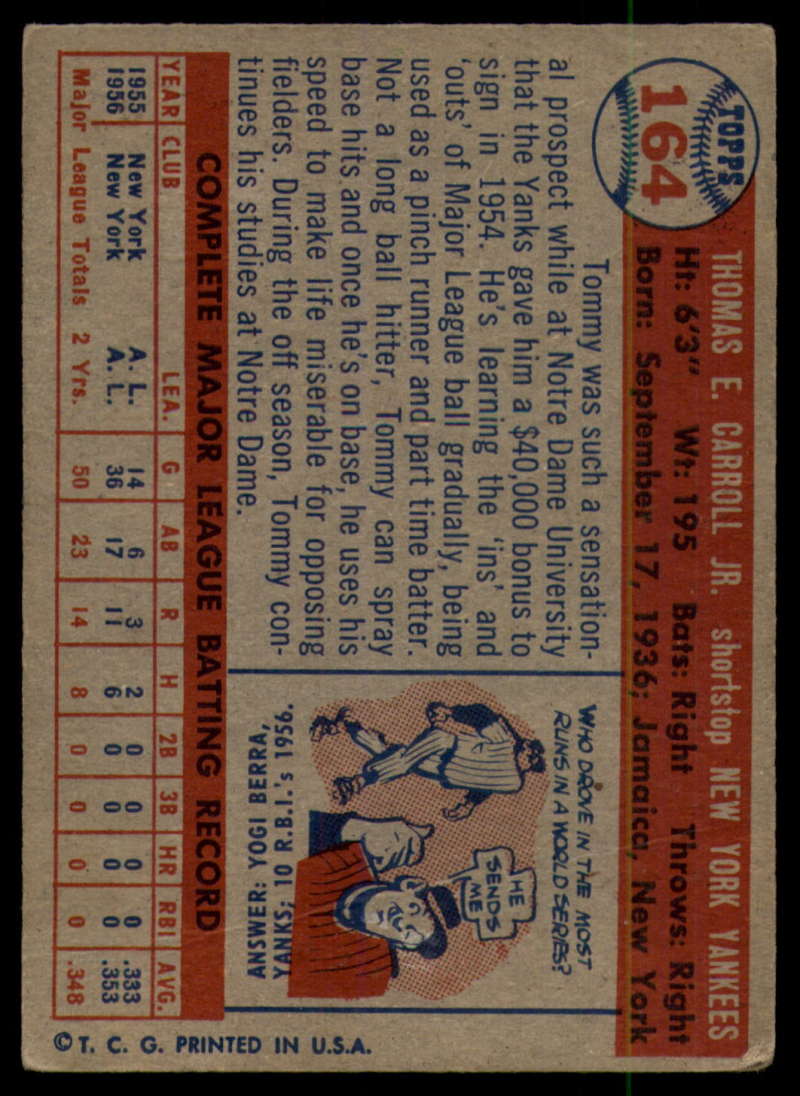 TOPPS
164
THOMAS E. CARROLL JR. shortstop NEW YORK YANKEES
Ht: 6'3" Wt: 195 Bats: Right Throws: Right
Born: September 17, 1936; Jamaica, New York
Tommy was such a sensation-
al prospect while at Notre Dame University
that the Yanks gave him a $40,000 bonus to
sign in 1954. He's learning the 'ins' and
'outs' of Major League ball gradually, being
used as a pinch runner and part time batter.
Not a long ball hitter, Tommy can spray
base hits and once he's on base, he uses his
speed to make life miserable for opposing
fielders. During the off season, Tommy con-
tinues his studies at Notre Dame.
WHO DROVE IN THE MOST
RUNS IN A WORLD SERIES?
HE
SENDS
ME
ANSWER: YOGI BERRA,
YANKS; 10 R.B.I.'s 1956.
COMPLETE MAJOR LEAGUE BATTING RECORD
YEAR CLUB LEA. G AB R H 2B 3B HR RBI AVG.
1955 New York A. L. 14 6 3 2 0 0 0 0 .333
1956 New York A. L. 36 17 11 6 0 0 0 0 .353
Major League Totals 2 Yrs. 50 23 14 8 0 0 0 0 .348
© T. C. G. PRINTED IN U.S.A.